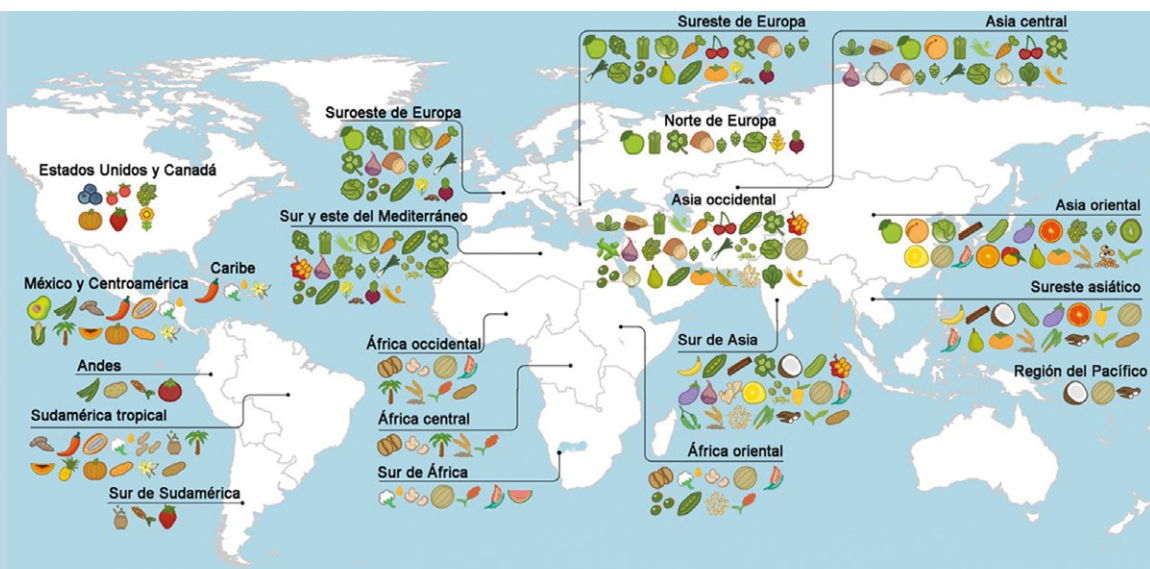 Sureste de Europa
Asia central
Suroeste de Europa
Norte de Europa
Estados Unidos y Canadá
Asia occidental
Asia oriental
Sur y este del Mediterráneo
México y Centroamérica
Caribe
Sureste asiático
África occidental
Sur de Asia
Andes
Región del Pacífico
Sudamérica tropical
África central
África oriental
Sur de África
Sur de Sudamérica